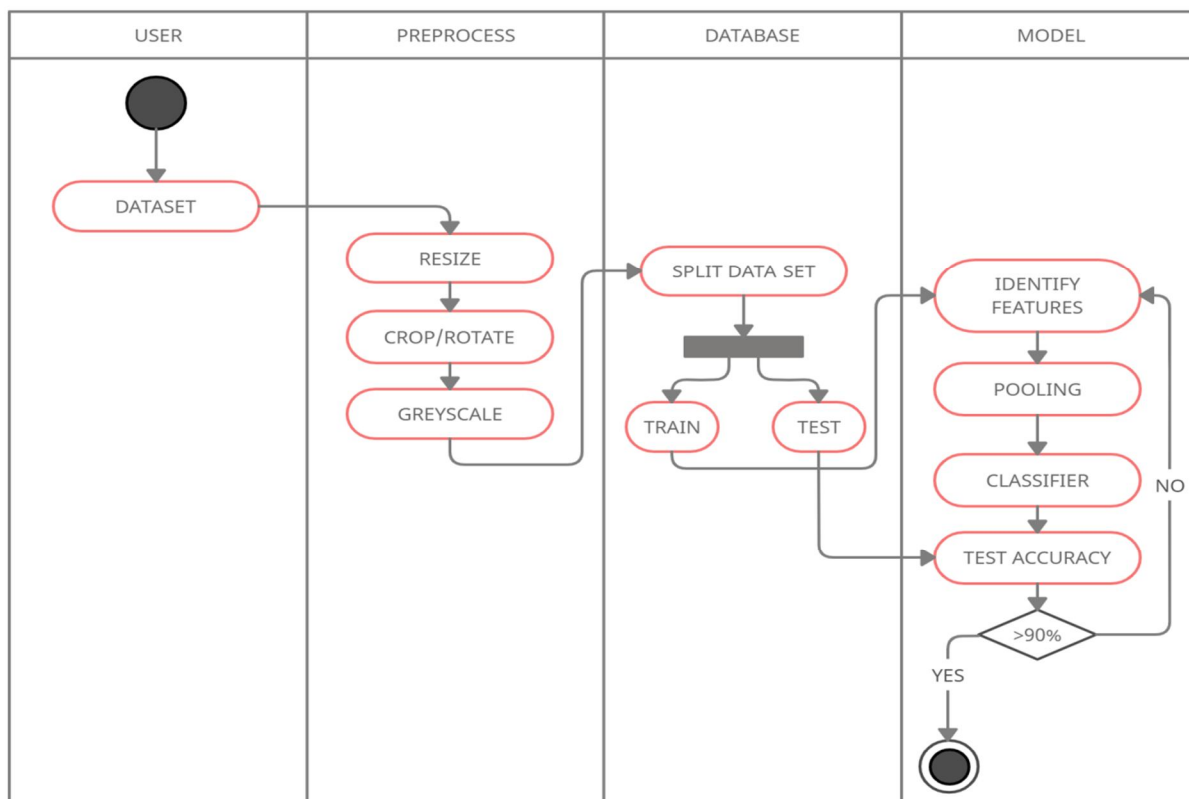 USER
PREPROCESS
DATABASE
MODEL
DATASET
RESIZE
CROP/ROTATE
GREYSCALE
SPLIT DATA SET
TRAIN
TEST
IDENTIFY
FEATURES
POOLING
CLASSIFIER
TEST ACCURACY
>90%
NO
YES